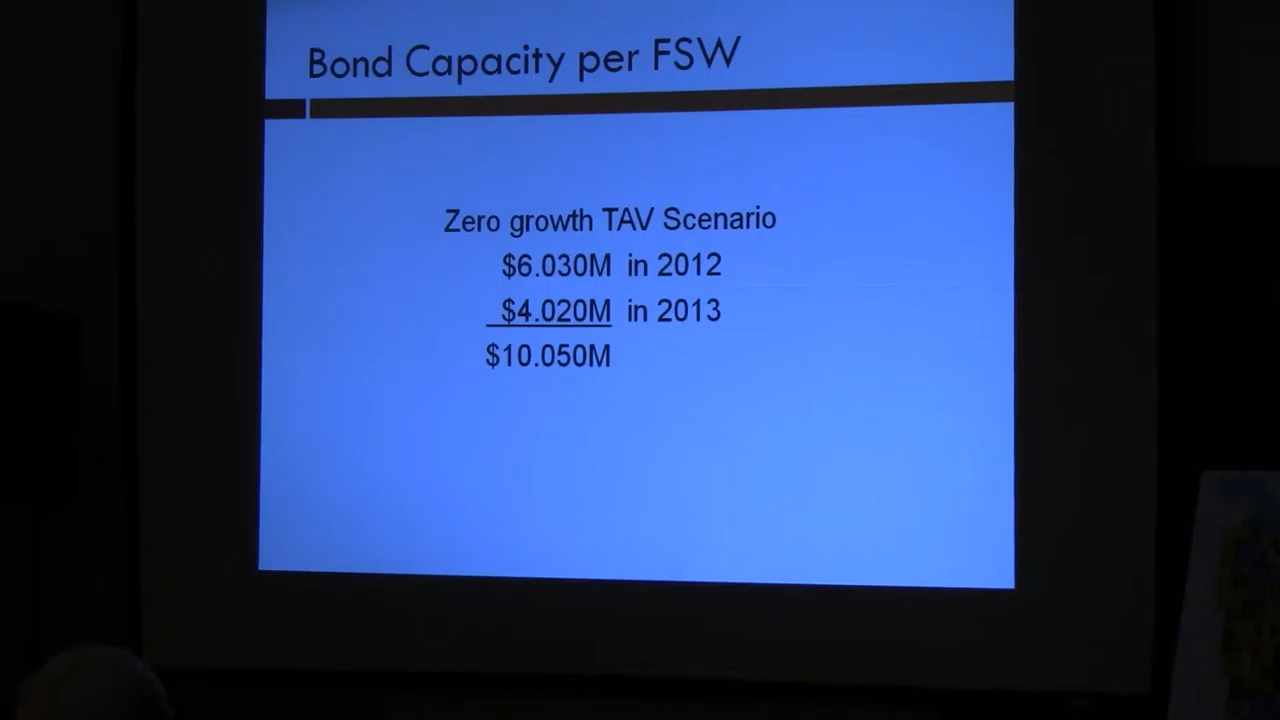 Bond Capacity per FSW
Zero growth TAV Scenario
$6.030M in 2012
$4.020M in 2013
$10.050M